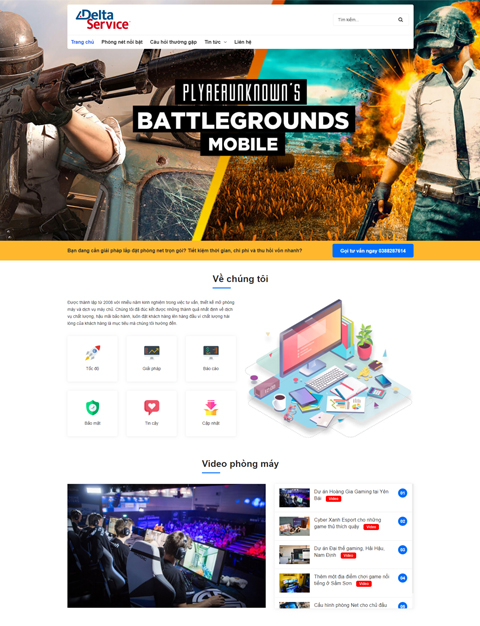 Delta
Service
Tìm kiếm...
Trang chủ
Phòng nét nổi bật
Câu hỏi thường gặp
Tin tức
Liên hệ
PLYAERUNKNOWN'S
BATTLEGROUNDS
MOBILE
Bạn đang cần giải pháp lắp đặt phòng net trọn gói? Tiết kiệm thời gian, chi phí và thu hồi vốn nhanh?
Gọi tư vấn ngay 0388287614
Về chúng tôi
Được thành lập từ 2008 với nhiều năm kinh nghiệm trong việc tư vấn, thiết kế mô phỏng
máy và dịch vụ máy chủ. Chúng tôi đã đúc kết được những thành quả nhất định về dịch
vụ chất lượng, hậu mãi bảo hành, luôn đặt khách hàng lên hàng đầu vì chất lượng hài
lòng của khách hàng là mục tiêu mà chúng tôi hướng đến.
Tốc độ
Giải pháp
Báo cáo
Bảo mật
Tin cậy
Cập nhật
Video phòng máy
Dự án Hoàng Gia Gaming tại Yên
Bái
Video
01
Cyber Xanh Esport cho những
game thủ thích quậy
Video
02
Dự án Đại thế gaming, Hải Hậu,
Nam Định
Video
03
Thêm một địa điểm chơi game nổi
tiếng ở Sầm Sơn
Video
04
Cấu hình phòng Net cho chủ đầu
05